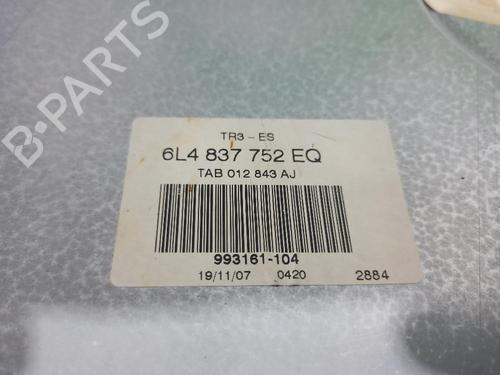 B-PARTS
TR3-ES
6L4 837 752 EQ
TAB 012 843 AJ
993161-104
19/11/07 0420 2884